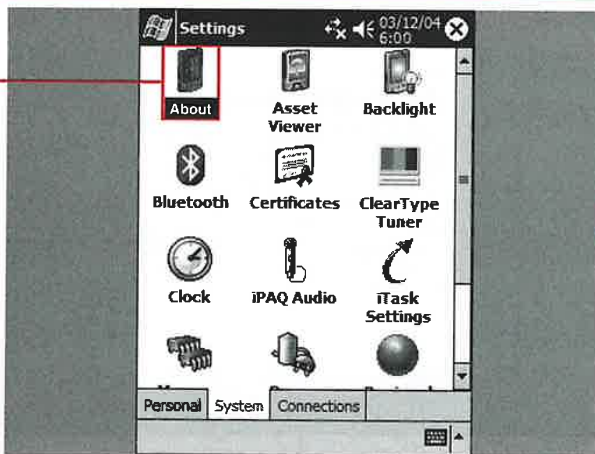 Settings
03/12/04
6:00
About
Asset
Viewer
Backlight
Bluetooth
Certificates
ClearType
Tuner
Clock
iPAQ Audio
iTask
Settings
Personal
System
Connections